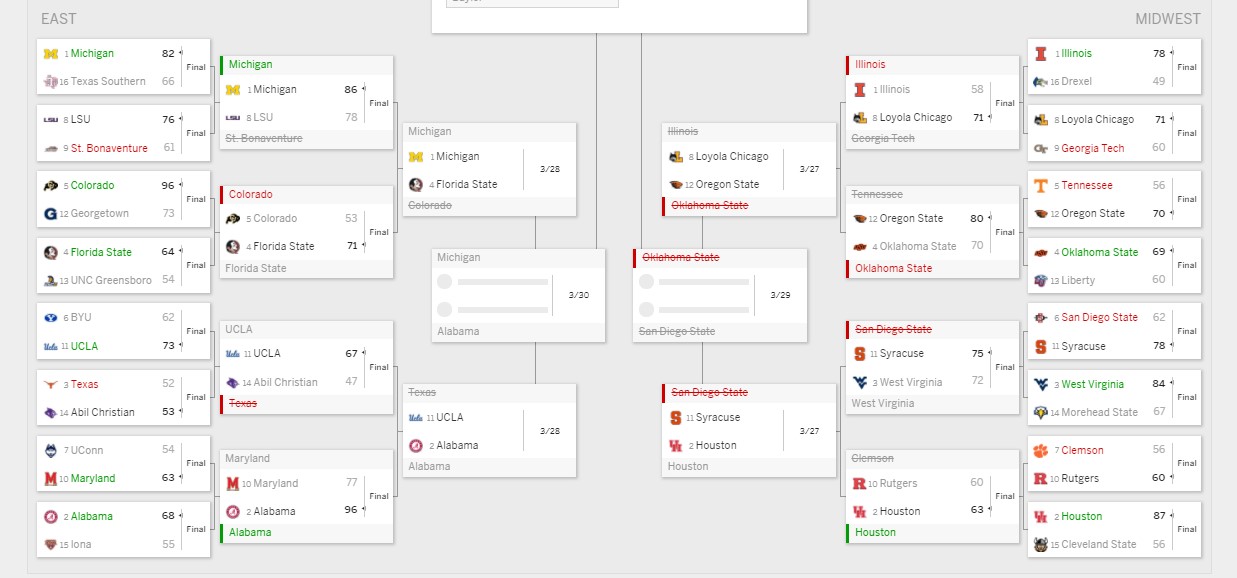 EAST
MIDWEST
1 Michigan 82
16 Texas Southern 66
Final
8 LSU 76
9 St. Bonaventure 61
Final
5 Colorado 96
12 Georgetown 73
Final
4 Florida State 64
13 UNC Greensboro 54
Final
6 BYU 62
11 UCLA 73
Final
3 Texas 52
14 Abil Christian 53
Final
7 UConn 54
10 Maryland 63
Final
2 Alabama 68
15 Iona 55
Final
Michigan
1 Michigan 86
8 LSU 78
Final
St. Bonaventure
Colorado
5 Colorado 53
4 Florida State 71
Final
Florida State
UCLA
11 UCLA 67
14 Abil Christian 47
Final
Texas
Maryland
10 Maryland 77
2 Alabama 96
Final
Alabama
Michigan
1 Michigan
4 Florida State
3/28
Colorado
Texas
11 UCLA
2 Alabama
3/28
Alabama
Michigan
3/30
Alabama
Oklahoma State
3/29
San Diego State
Illinois
8 Loyola Chicago
12 Oregon State
3/27
Oklahoma State
San Diego State
11 Syracuse
2 Houston
3/27
Houston
Illinois
1 Illinois 58
8 Loyola Chicago 71
Final
Georgia Tech
Tennessee
12 Oregon State 80
4 Oklahoma State 70
Final
Oklahoma State
San Diego State
11 Syracuse 75
3 West Virginia 72
Final
West Virginia
Clemson
10 Rutgers 60
2 Houston 63
Final
Houston
1 Illinois 78
16 Drexel 49
Final
8 Loyola Chicago 71
9 Georgia Tech 60
Final
5 Tennessee 56
12 Oregon State 70
Final
4 Oklahoma State 69
13 Liberty 60
Final
6 San Diego State 62
11 Syracuse 78
Final
3 West Virginia 84
14 Morehead State 67
Final
7 Clemson 56
10 Rutgers 60
Final
2 Houston 87
15 Cleveland State 56
Final